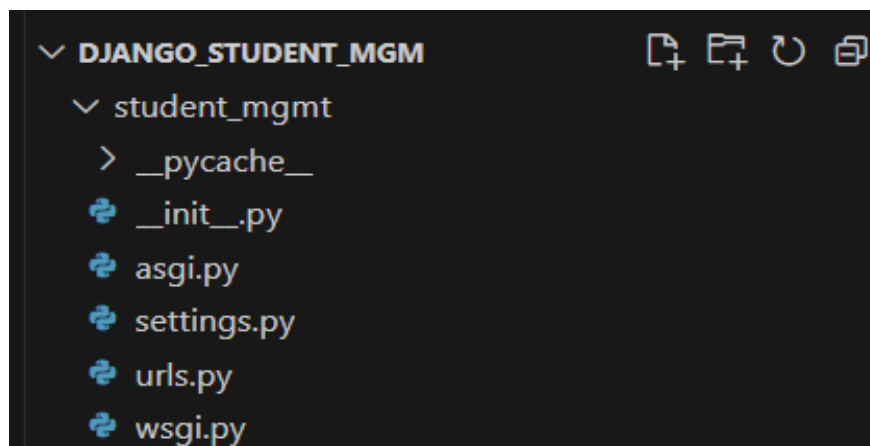 DJANGO_STUDENT_MGM
student_mgmt
__pycache__
__init__.py
asgi.py
settings.py
urls.py
wsgi.py